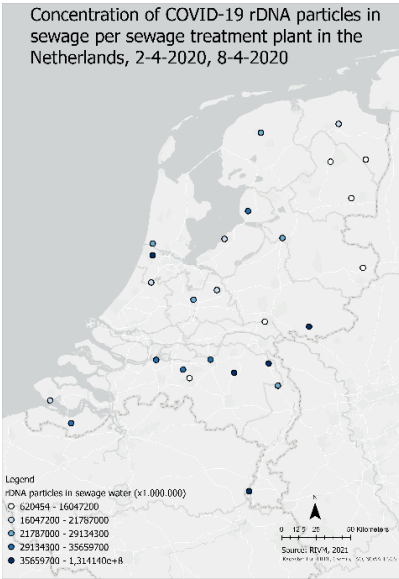 Concentration of COVID-19 rDNA particles in
sewage per sewage treatment plant in the
Netherlands, 2-4-2020, 8-4-2020
Legend
rDNA particles in sewage water (x1.000.000)
620454 - 16047200
16047200 - 21787000
21787000 - 29134300
29134300 - 35659700
35659700 - 1,314140e+8
N
0 12,5 25 50 Kilometers
Source: RIVM, 2021